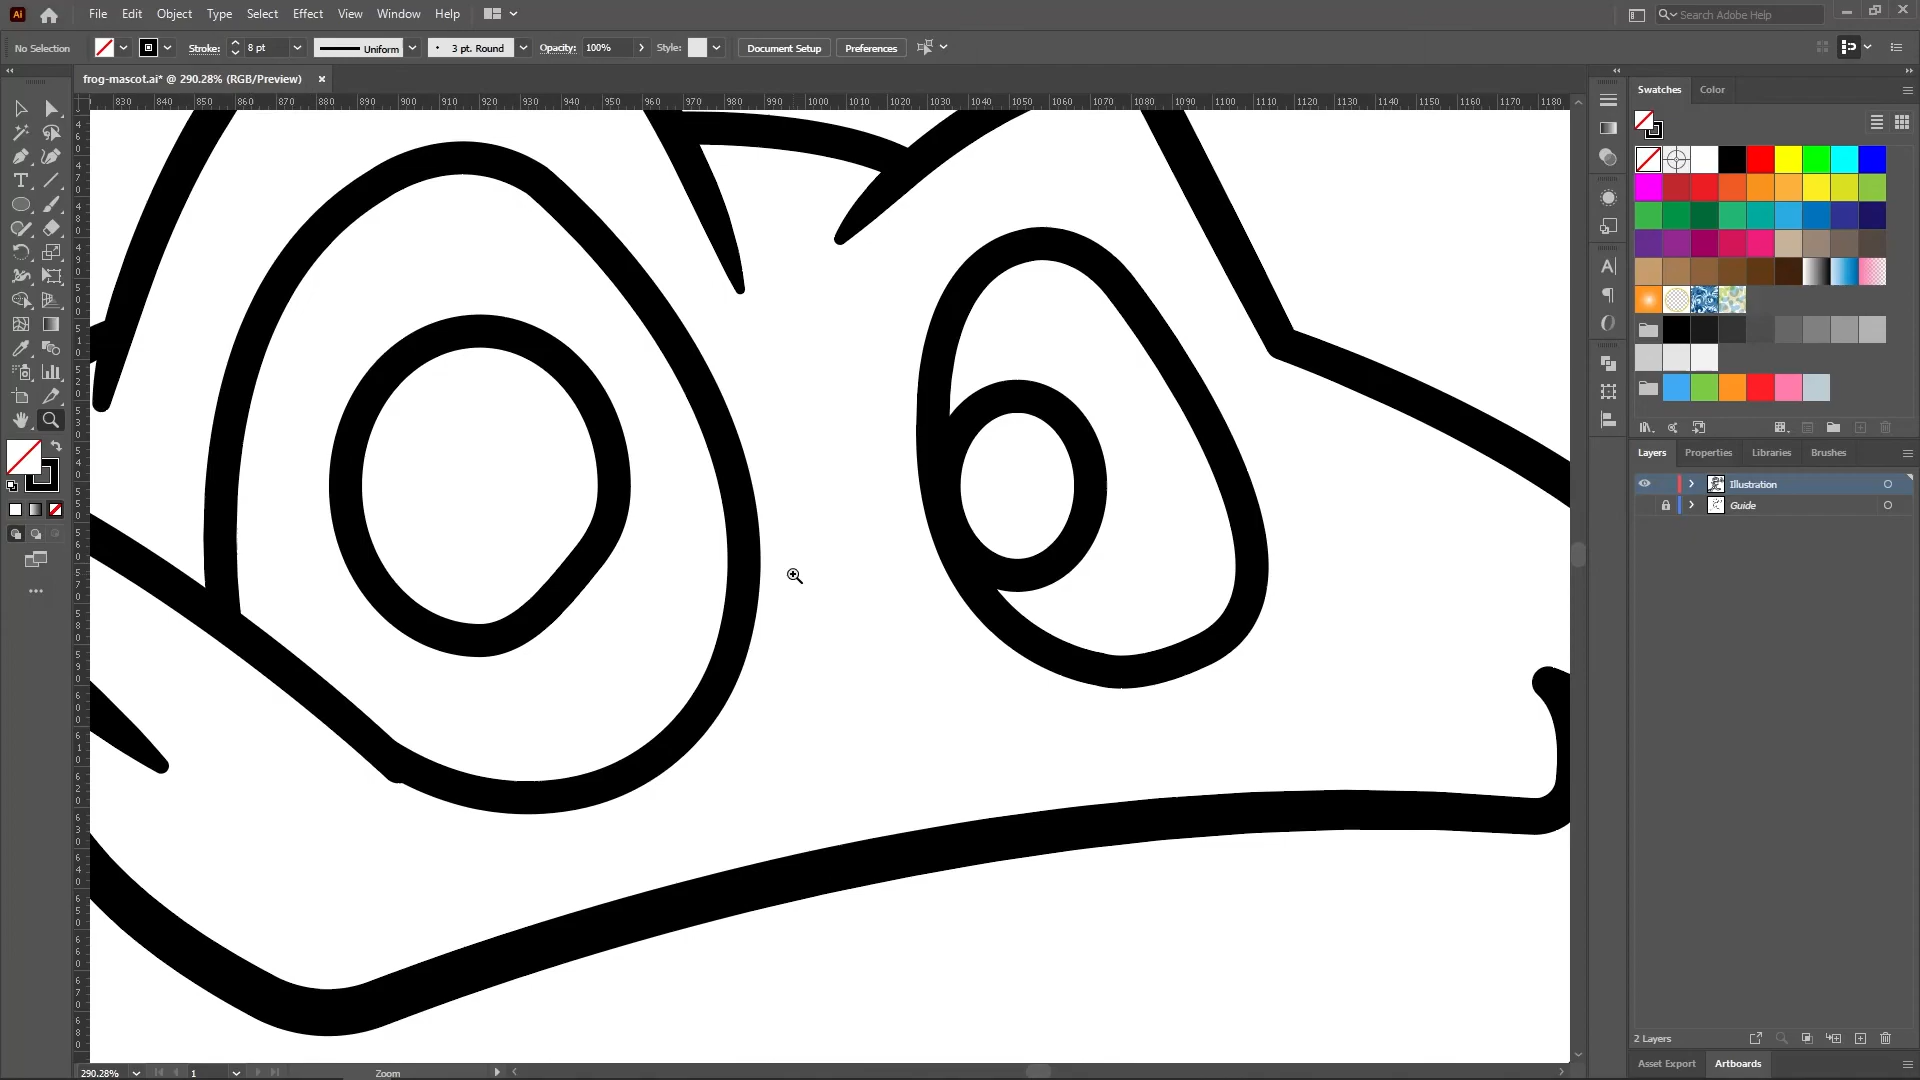 Ai File Edit Object Type Select Effect View Window Help Search Adobe Help
No Selection Stroke: 8 pt Uniform 3 pt. Round Opacity: 100% Style: Document Setup Preferences
frog-mascot.ai* @ 290.28% (RGB/Preview)
830 840 850 860 870 880 890 900 910 920 930 940 950 960 970 980 990 1000 1010 1020 1030 1040 1050 1060 1070 1080 1090 1100 1110 1120 1130 1140 1150 1160 1170 1180
Swatches Color
Layers Properties Libraries Brushes
Illustration
Guide
2 Layers
Asset Export Artboards
290.28% 1 Zoom